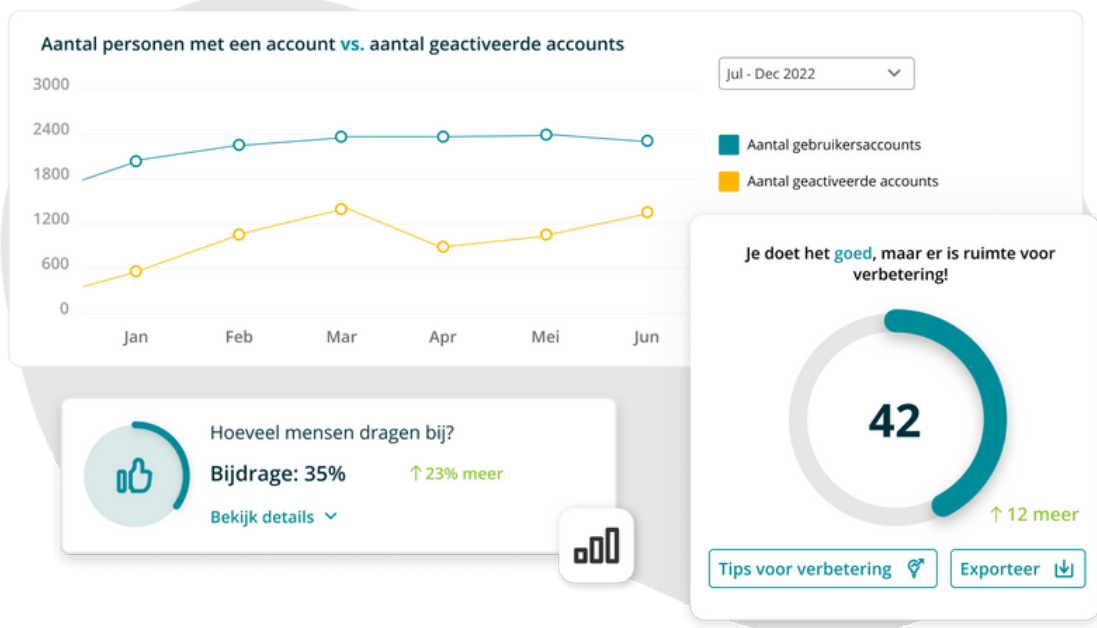 Aantal personen met een account vs. aantal geactiveerde accounts
Jul - Dec 2022
3000
2400
1800
1200
600
0
Jan Feb Mar Apr Mei Jun
Aantal gebruikersaccounts
Aantal geactiveerde accounts
Je doet het goed, maar er is ruimte voor
verbetering!
42
↑ 12 meer
Tips voor verbetering
Exporteer
Hoeveel mensen dragen bij?
Bijdrage: 35% ↑ 23% meer
Bekijk details